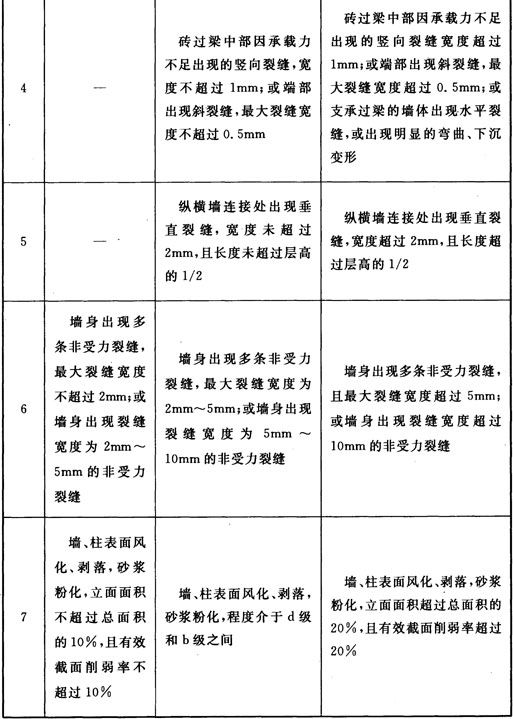 4
—
砖过梁中部因承载力
不足出现的竖向裂缝,宽
度不超过 1mm;或端部
出现斜裂缝,最大裂缝宽
度不超过 0.5mm
砖过梁中部因承载力不足
出现的竖向裂缝宽度超过
1mm;或端部出现斜裂缝,最
大裂缝宽度超过 0.5mm;或
支承过梁的墙体出现水平裂
缝,或出现明显的弯曲、下沉
变形
5
—
纵横墙连接处出现垂
直裂缝,宽度未超过
2mm,且长度未超过层高
的 1/2
纵横墙连接处出现垂直裂
缝,宽度超过 2mm,且长度超
过层高的 1/2
6
墙身出现多
条非受力裂缝,
最大裂缝宽度
不超过 2mm;或
墙身出现裂缝
宽度为 2mm～
5mm 的非受力
裂缝
墙身出现多条非受力
裂缝,最大裂缝宽度为
2mm～5mm;或墙身出现
裂缝宽度为 5mm～
10mm 的非受力裂缝
墙身出现多条非受力裂缝,
且最大裂缝宽度超过 5mm;
或墙身出现裂缝宽度超过
10mm 的非受力裂缝
7
墙、柱表面风
化、剥落,砂浆
粉化,立面面积
不超过总面积
的 10%,且有效
截面削弱率不
超过 10%
墙、柱表面风化、剥落,
砂浆粉化,程度介于 d 级
和 b 级之间
墙、柱表面风化、剥落,砂浆
粉化,立面面积超过总面积的
20%,且有效截面削弱率超过
20%